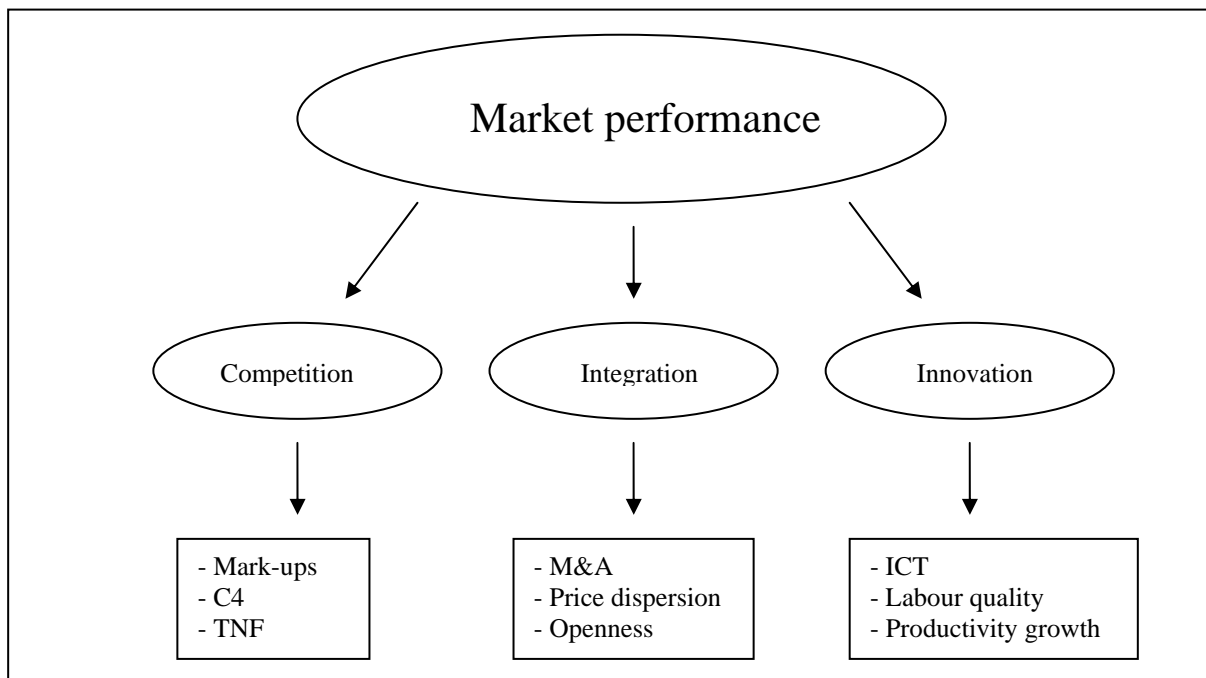 Market performance
Competition
Integration
Innovation
- Mark-ups
- C4
- TNF
- M&A
- Price dispersion
- Openness
- ICT
- Labour quality
- Productivity growth